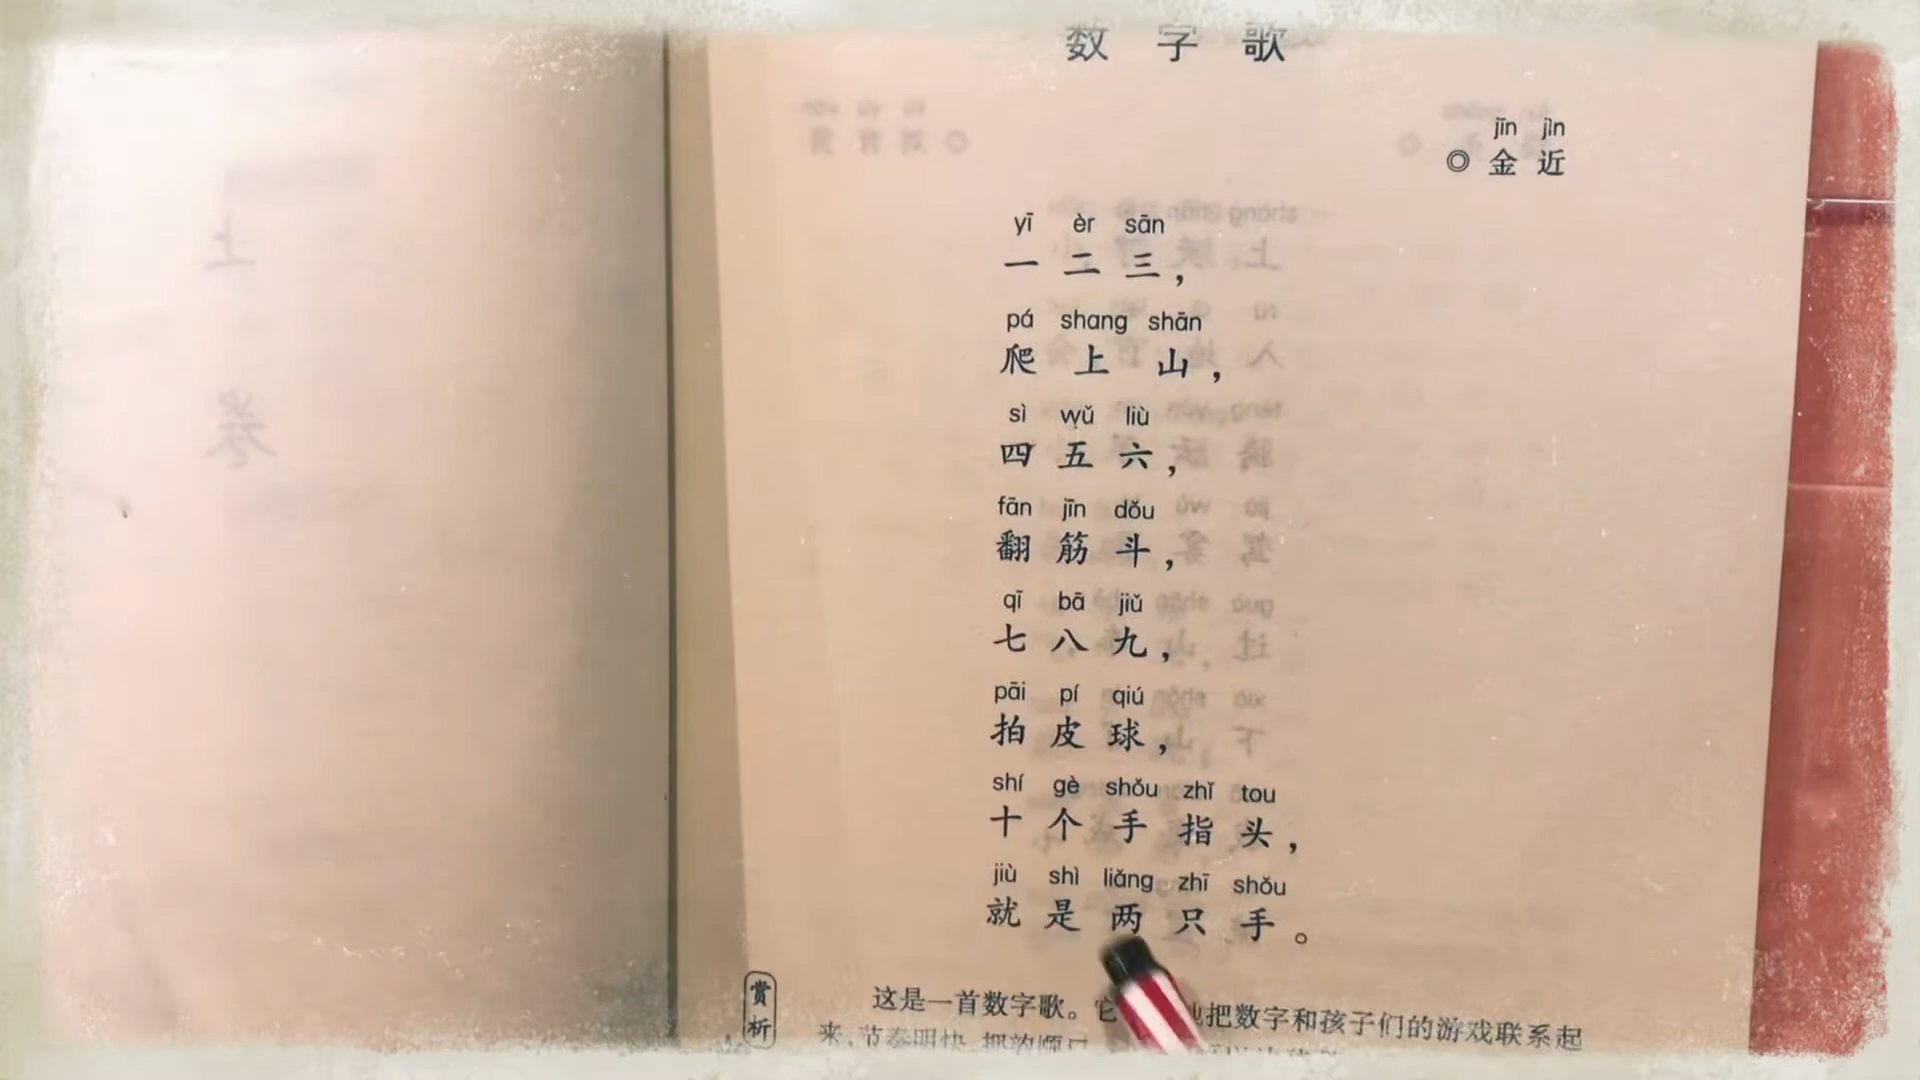 数字歌
jīn jìn
◎金近
yī èr sān
一二三，
pá shang shān
爬上山，
sì wǔ liù
四五六，
fān jīn dǒu
翻筋斗，
qī bā jiǔ
七八九，
pāi pí qiú
拍皮球，
shí gè shǒu zhǐ tou
十个手指头，
jiù shì liǎng zhī shǒu
就是两只手。
赏析
这是一首数字歌。它 把数字和孩子们的游戏联系起
来，节奏明快
上
卷